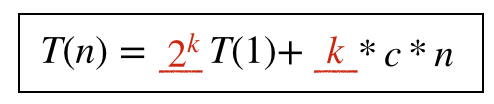 T(n) = 2^k T(1)+ k * c * n